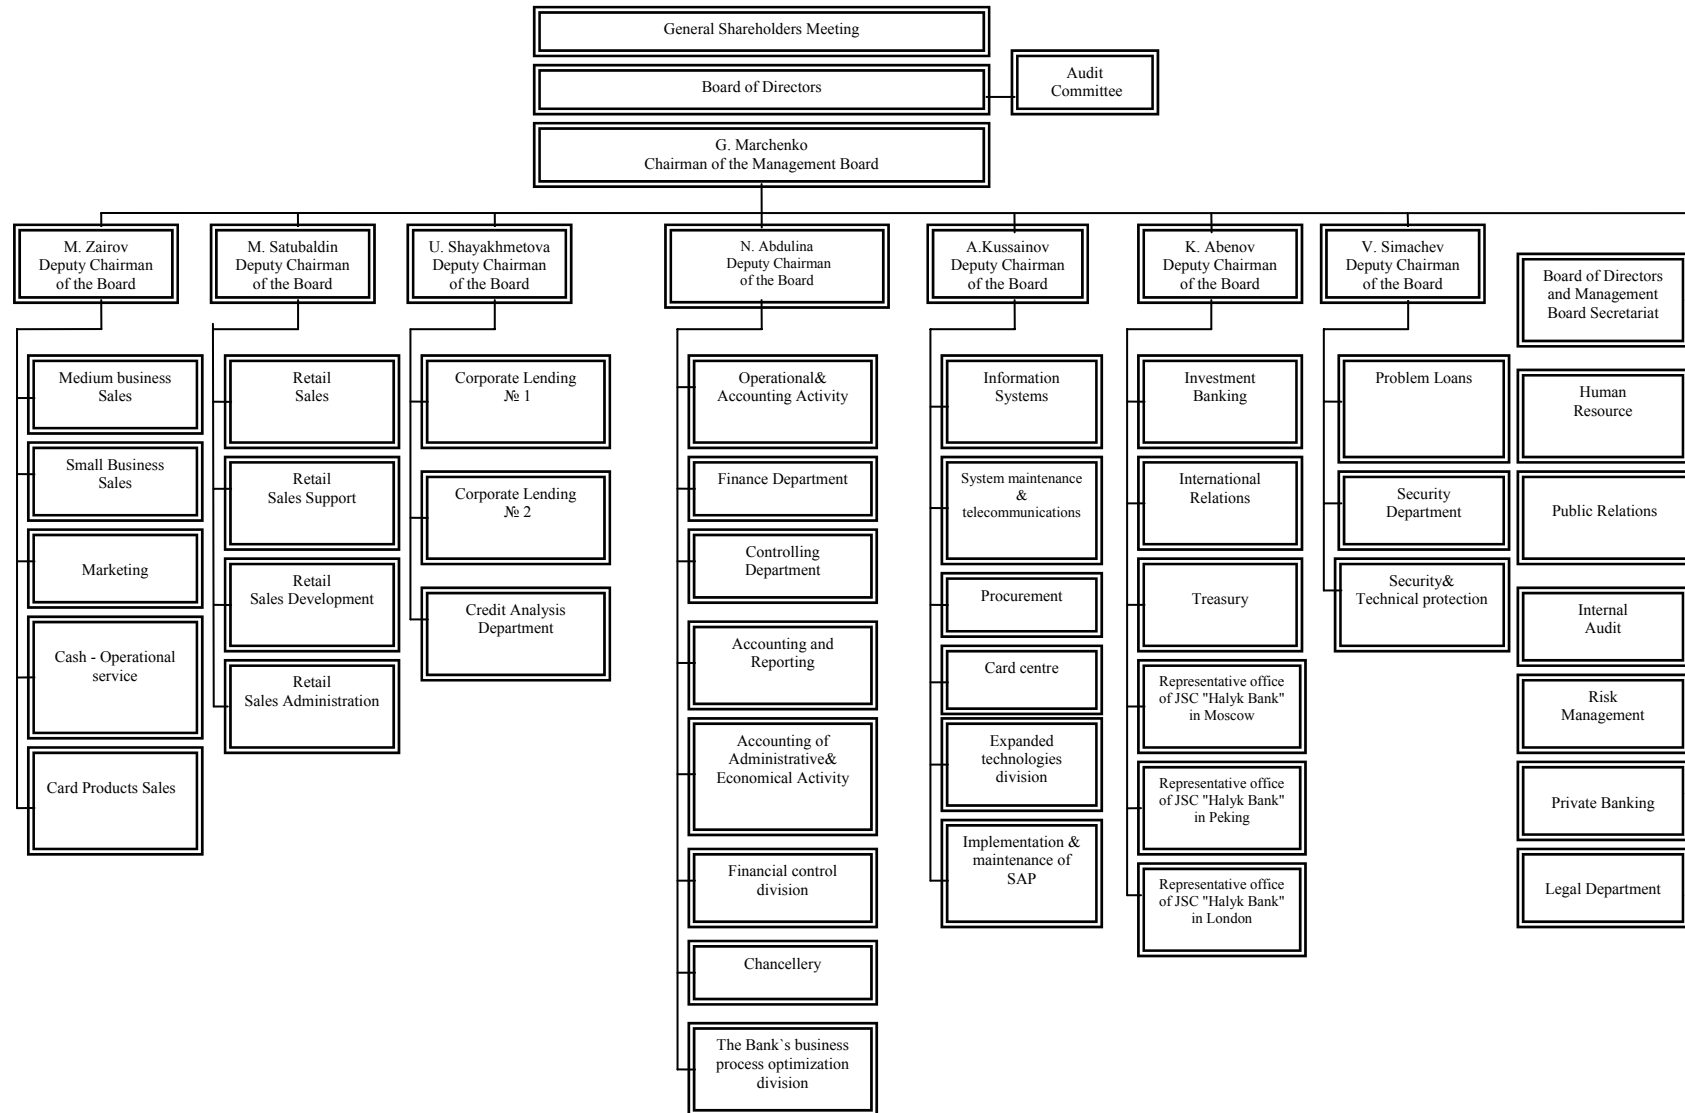 General Shareholders Meeting
Board of Directors
Audit
Committee
G. Marchenko
Chairman of the Management Board
M. Zairov
Deputy Chairman
of the Board
M. Satubaldin
Deputy Chairman
of the Board
U. Shayakhmetova
Deputy Chairman
of the Board
N. Abdulina
Deputy Chairman
of the Board
A.Kussainov
Deputy Chairman
of the Board
K. Abenov
Deputy Chairman
of the Board
V. Simachev
Deputy Chairman
of the Board
Medium business
Sales
Small Business
Sales
Marketing
Cash - Operational
service
Card Products Sales
Retail
Sales
Retail
Sales Support
Retail
Sales Development
Retail
Sales Administration
Corporate Lending
№ 1
Corporate Lending
№ 2
Credit Analysis
Department
Operational&
Accounting Activity
Finance Department
Controlling
Department
Accounting and
Reporting
Accounting of
Administrative&
Economical Activity
Financial control
division
Chancellery
The Bank`s business
process optimization
division
Information
Systems
System maintenance
&
telecommunications
Procurement
Card centre
Expanded
technologies
division
Implementation &
maintenance of
SAP
Investment
Banking
International
Relations
Treasury
Representative office
of JSC "Halyk Bank"
in Moscow
Representative office
of JSC "Halyk Bank"
in Peking
Representative office
of JSC "Halyk Bank"
in London
Problem Loans
Security
Department
Security&
Technical protection
Board of Directors
and Management
Board Secretariat
Human
Resource
Public Relations
Internal
Audit
Risk
Management
Private Banking
Legal Department